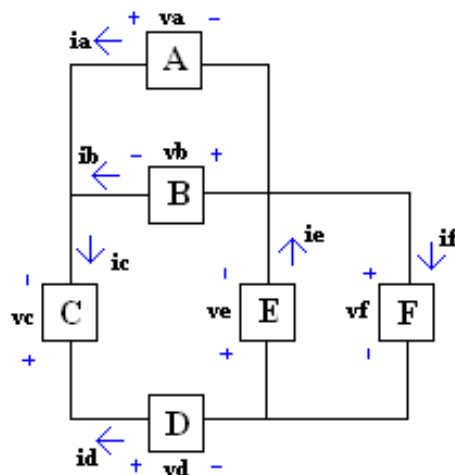 + va −
ia A
ib − vb +
B
ic ie if
− − +
vc C ve E vf F
+ + −
D
id + vd −